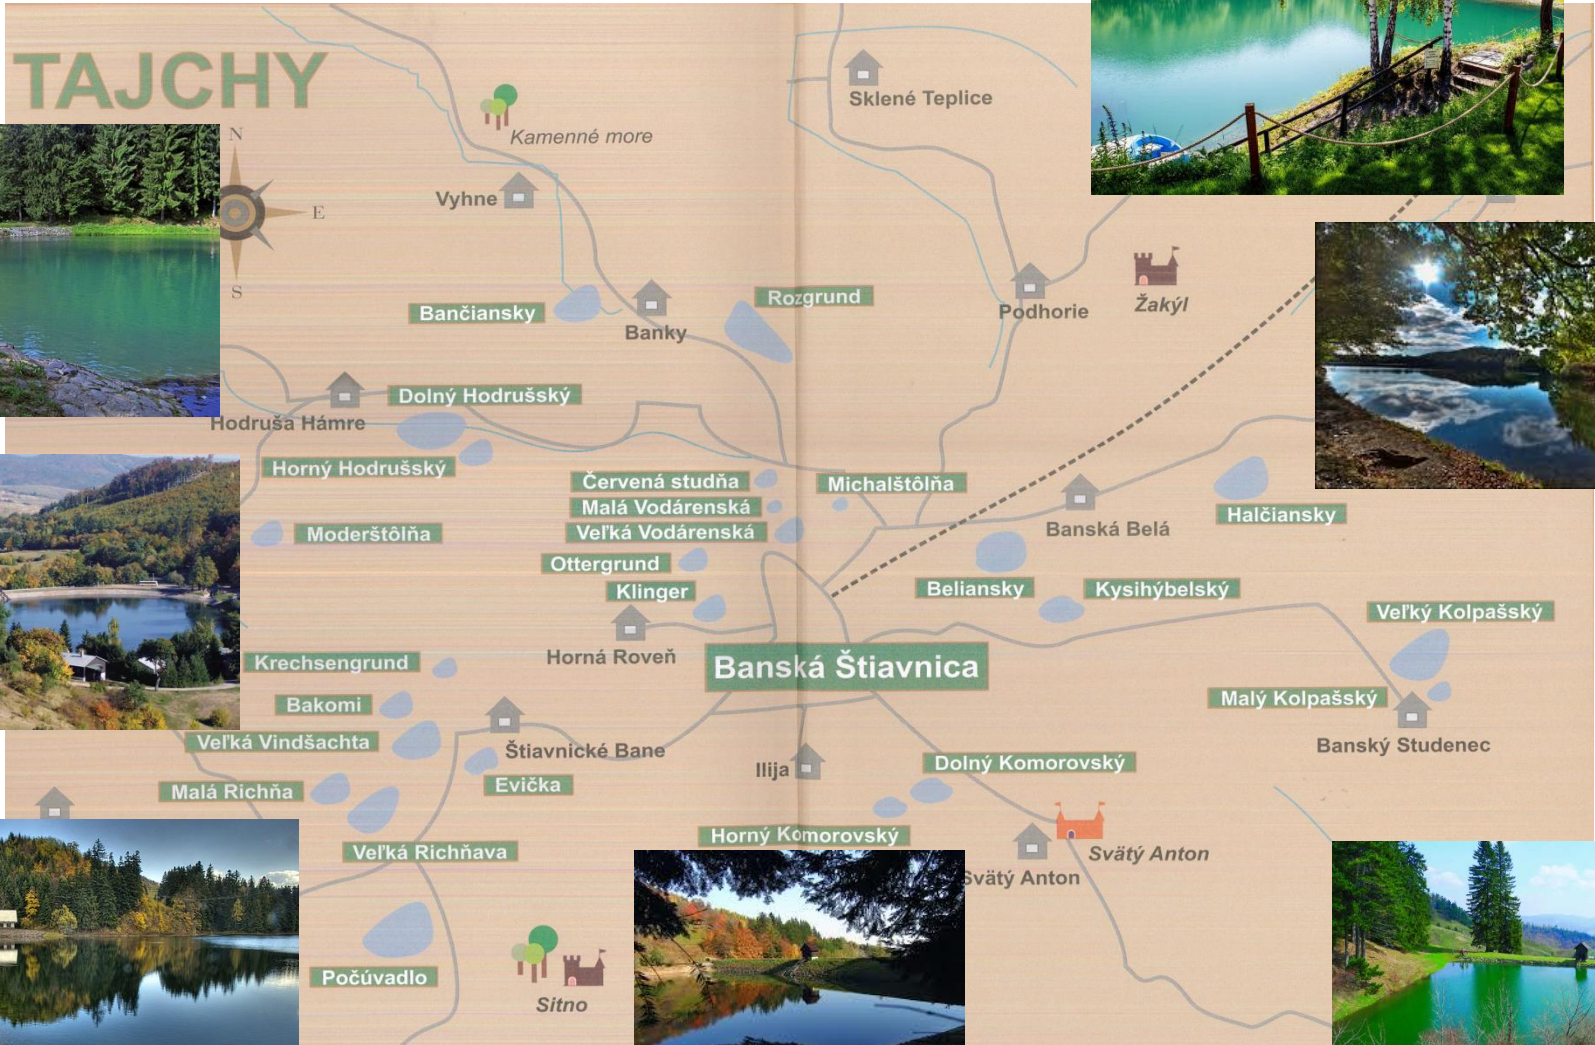 TAJCHY
N
E
S
Sklené Teplice
Kamenné more
Vyhne
Bančiansky
Banky
Rozgrund
Podhorie
Žakýl
Dolný Hodrušský
Hodruša Hámre
Horný Hodrušský
Červená studňa
Malá Vodárenská
Veľká Vodárenská
Michalštôlňa
Banská Belá
Halčiansky
Moderštôlňa
Ottergrund
Klinger
Beliansky
Kysihýbelský
Veľký Kolpašský
Horná Roveň
Krechsengrund
Banská Štiavnica
Malý Kolpašský
Banský Studenec
Bakomi
Veľká Vindšachta
Štiavnické Bane
Ilija
Dolný Komorovský
Malá Richňa
Evička
Horný Komorovský
Veľká Richňava
Svätý Anton
Svätý Anton
Počúvadlo
Sitno